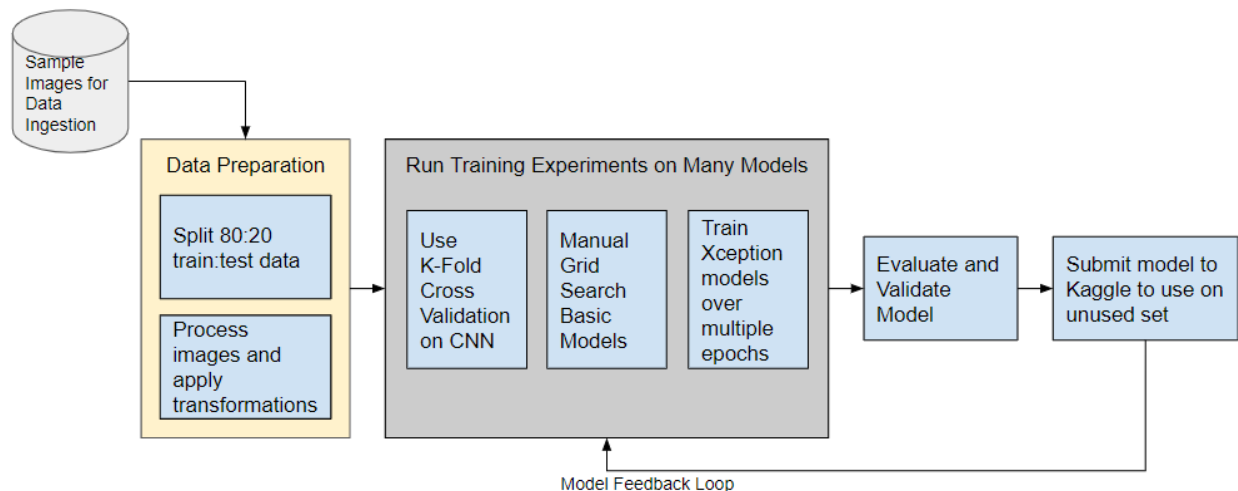 Sample
Images for
Data
Ingestion
Data Preparation
Split 80:20
train:test data
Process
images and
apply
transformations
Run Training Experiments on Many Models
Use
K-Fold
Cross
Validation
on CNN
Manual
Grid
Search
Basic
Models
Train
Xception
models
over
multiple
epochs
Evaluate and
Validate
Model
Submit model to
Kaggle to use on
unused set
Model Feedback Loop